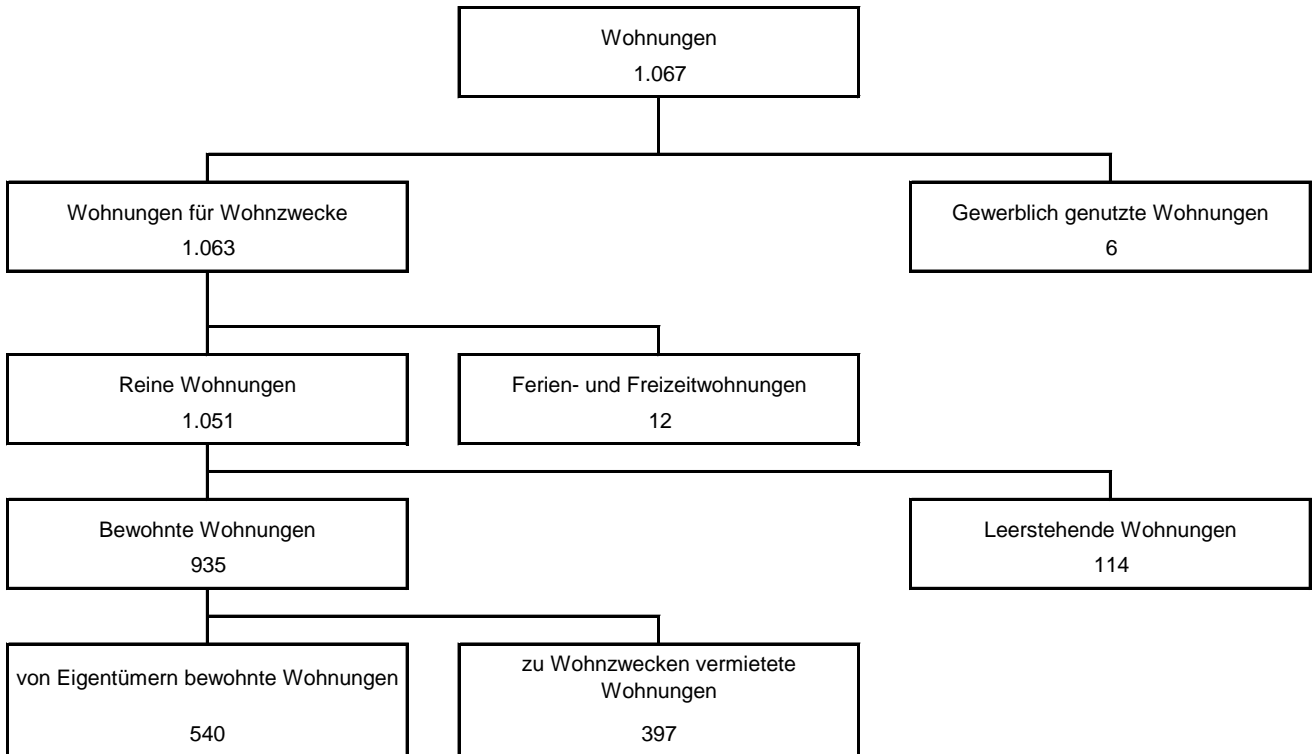 Wohnungen
1.067
Wohnungen für Wohnzwecke
1.063
Gewerblich genutzte Wohnungen
6
Reine Wohnungen
1.051
Ferien- und Freizeitwohnungen
12
Bewohnte Wohnungen
935
Leerstehende Wohnungen
114
von Eigentümern bewohnte Wohnungen
540
zu Wohnzwecken vermietete
Wohnungen
397